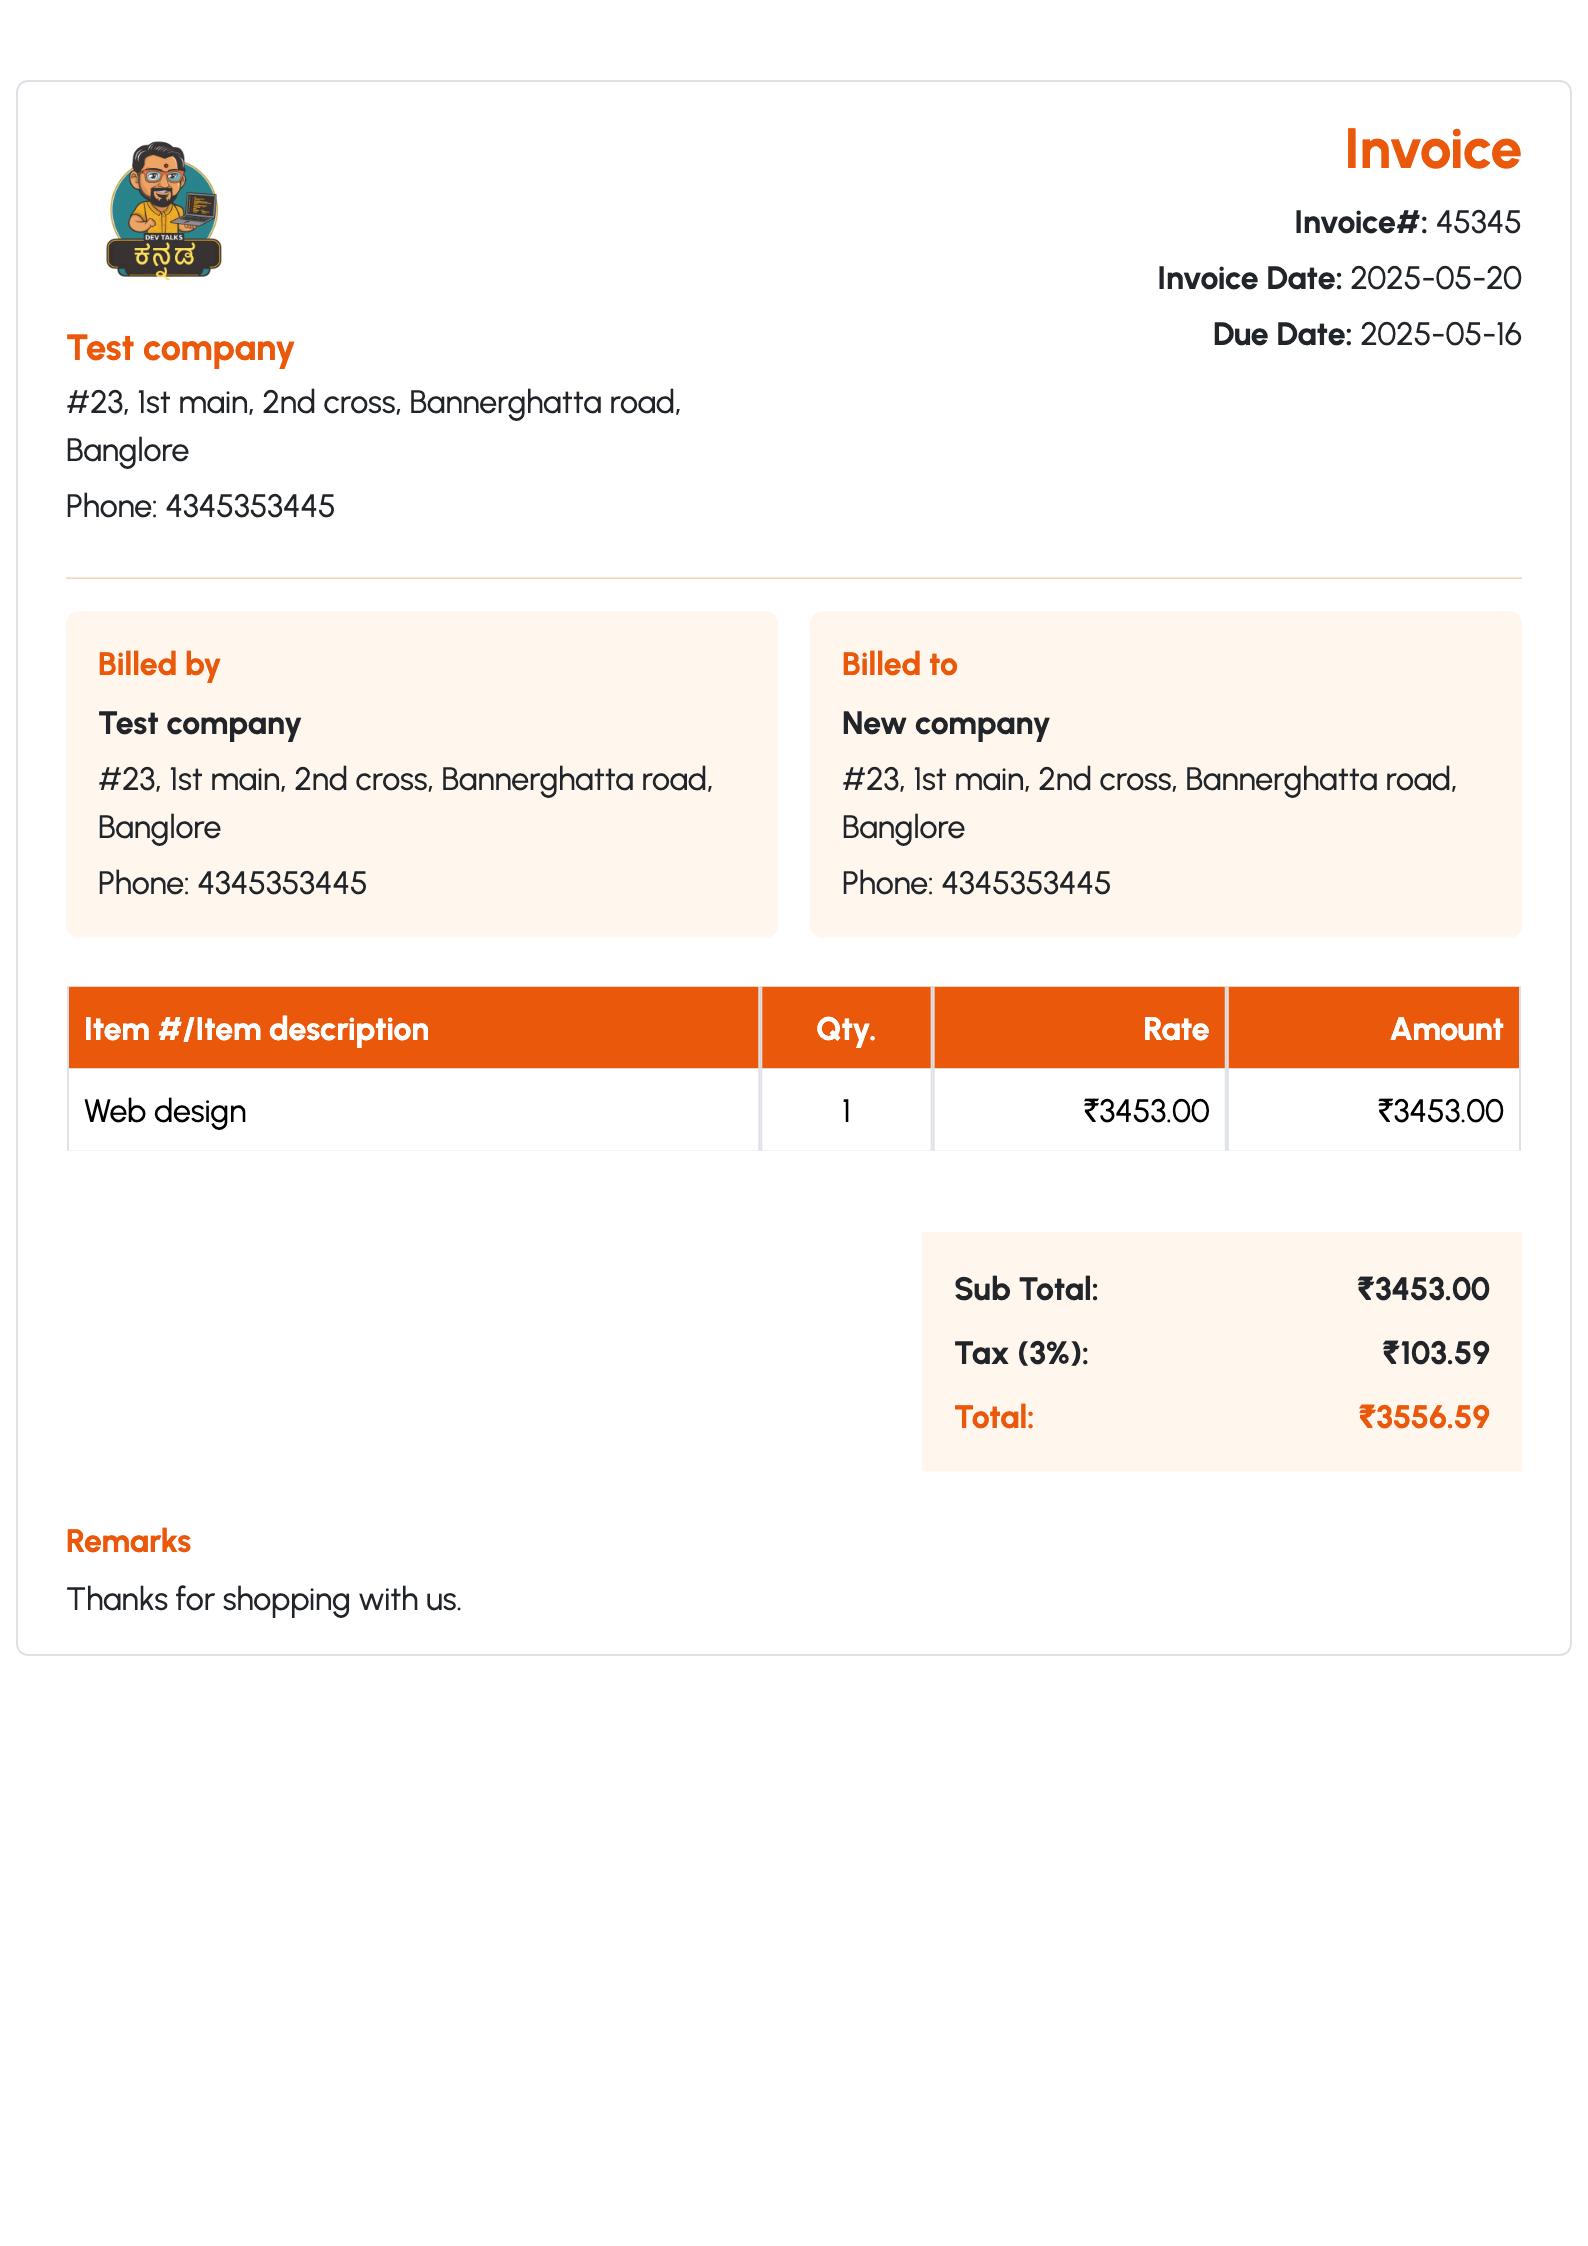 DEV TALKS
ಕನ್ನಡ
Test company
#23, 1st main, 2nd cross, Bannerghatta road,
Banglore
Phone: 4345353445
Invoice
Invoice#: 45345
Invoice Date: 2025-05-20
Due Date: 2025-05-16
Billed by
Test company
#23, 1st main, 2nd cross, Bannerghatta road,
Banglore
Phone: 4345353445
Billed to
New company
#23, 1st main, 2nd cross, Bannerghatta road,
Banglore
Phone: 4345353445
Item #/Item description Qty. Rate Amount
Web design 1 ₹3453.00 ₹3453.00
Sub Total: ₹3453.00
Tax (3%): ₹103.59
Total: ₹3556.59
Remarks
Thanks for shopping with us.